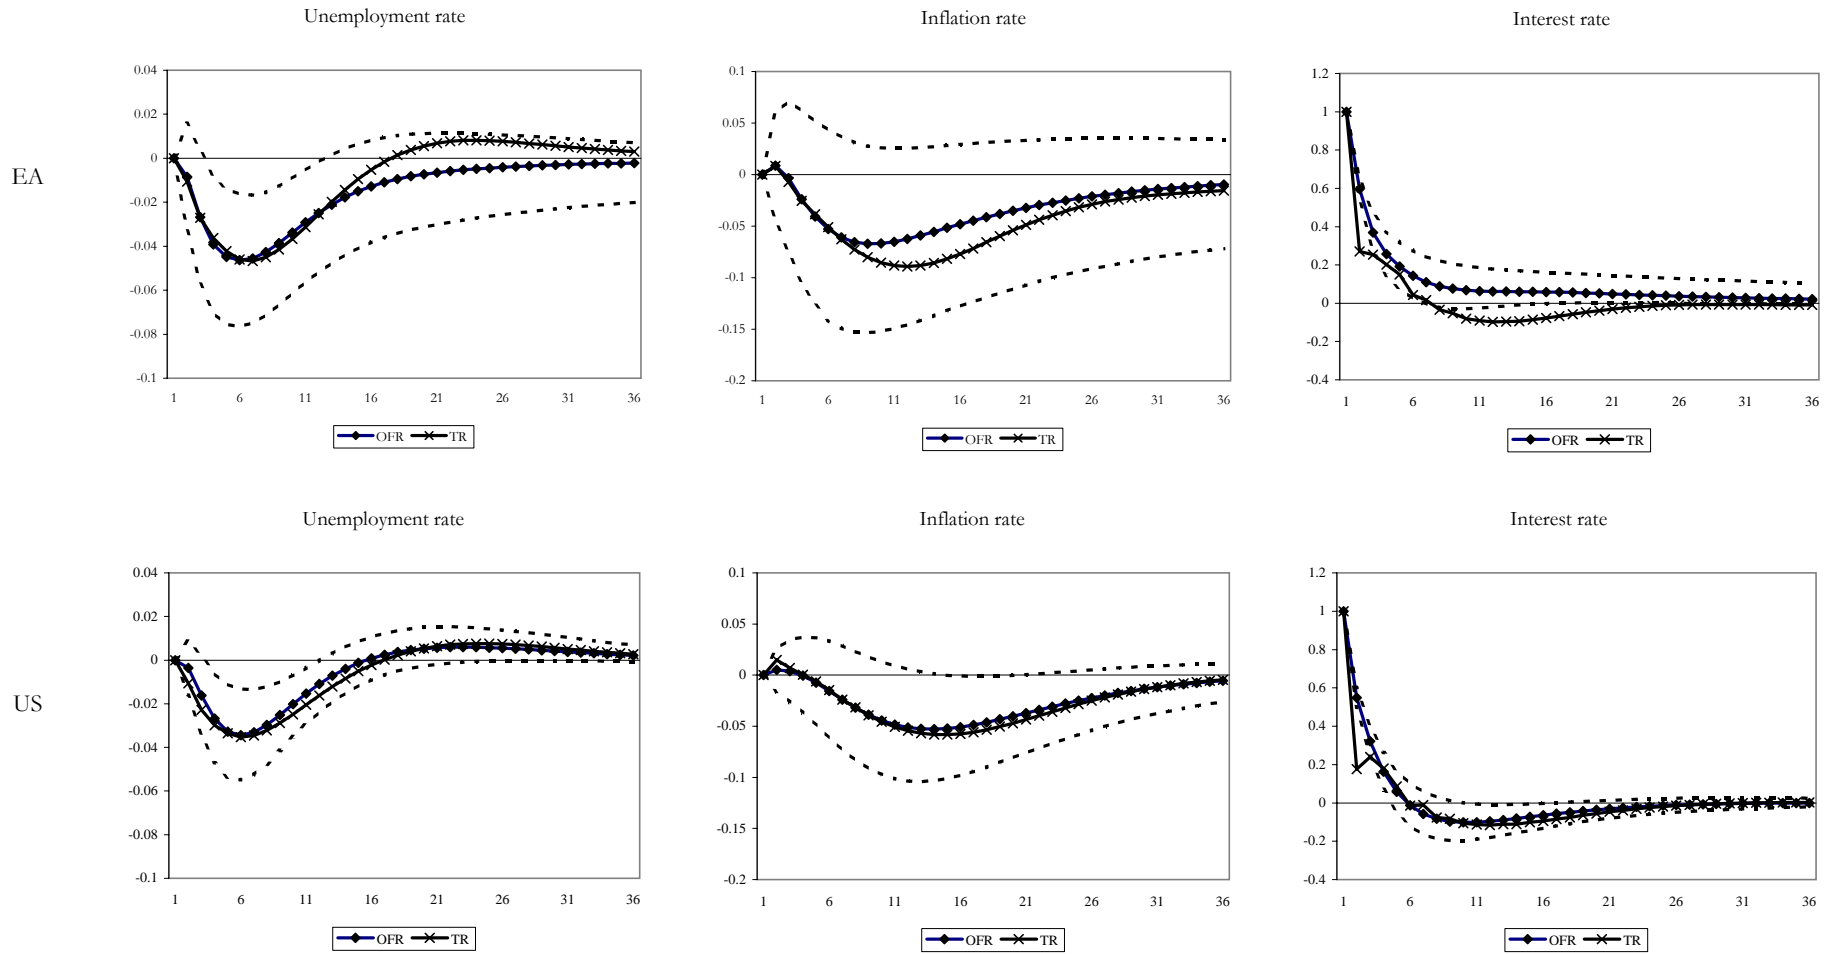 Unemployment rate
Inflation rate
Interest rate
EA
0.04
0.02
0
-0.02
-0.04
-0.06
-0.08
-0.1
1 6 11 16 21 26 31 36
OFR TR
0.1
0.05
0
-0.05
-0.1
-0.15
-0.2
1 6 11 16 21 26 31 36
OFR TR
1.2
1
0.8
0.6
0.4
0.2
0
-0.2
-0.4
1 6 11 16 21 26 31 36
OFR TR
Unemployment rate
Inflation rate
Interest rate
US
0.04
0.02
0
-0.02
-0.04
-0.06
-0.08
-0.1
1 6 11 16 21 26 31 36
OFR TR
0.1
0.05
0
-0.05
-0.1
-0.15
-0.2
1 6 11 16 21 26 31 36
OFR TR
1.2
1
0.8
0.6
0.4
0.2
0
-0.2
-0.4
1 6 11 16 21 26 31 36
OFR TR